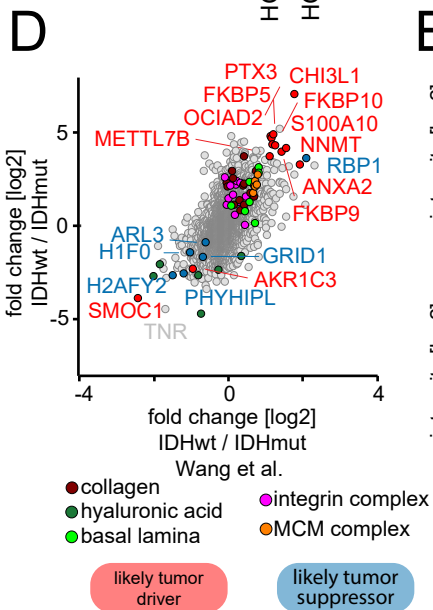 D
PTX3 CHI3L1
FKBP5 FKBP10
OCIAD2 S100A10
METTL7B NNMT
RBP1
ANXA2
FKBP9
ARL3
H1F0 GRID1
AKR1C3
H2AFY2 PHYHIPL
SMOC1
TNR
5
0
-5
fold change [log2]
IDHwt / IDHmut
-4 0 4
fold change [log2]
IDHwt / IDHmut
Wang et al.
collagen
hyaluronic acid
basal lamina
integrin complex
MCM complex
likely tumor
driver
likely tumor
suppressor